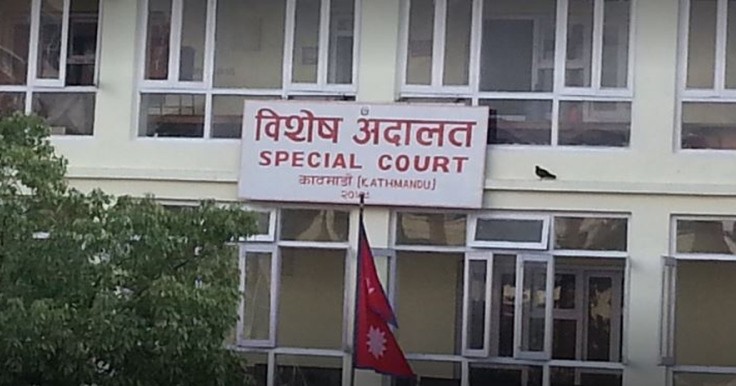 विशेष अदालत
SPECIAL COURT
काठमाडौं (KATHMANDU)